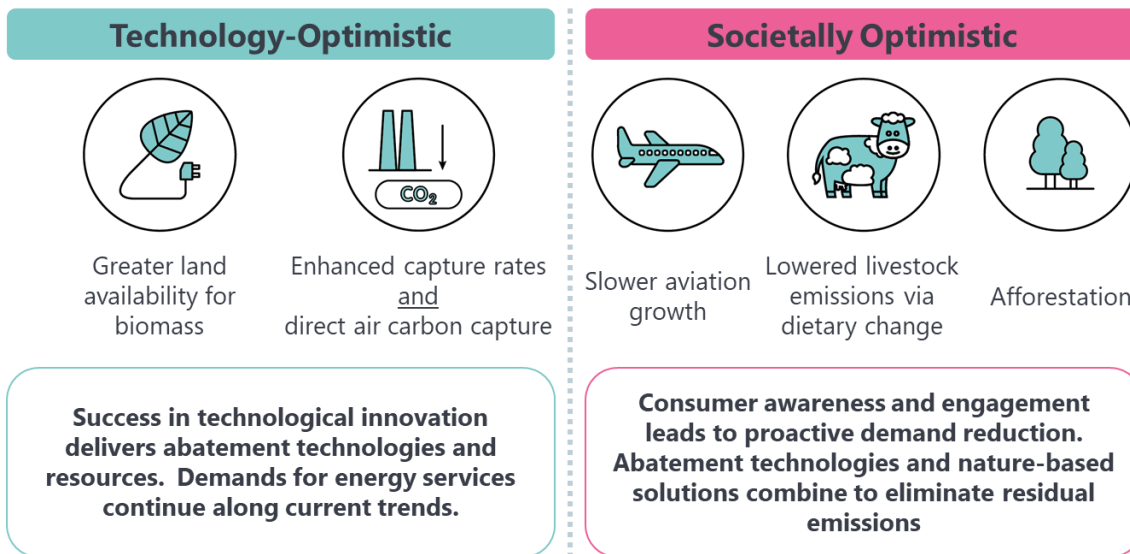 Technology-Optimistic
Greater land
availability for
biomass
CO₂
Enhanced capture rates
and
direct air carbon capture
Success in technological innovation
delivers abatement technologies and
resources.  Demands for energy services
continue along current trends.
Societally Optimistic
Slower aviation
growth
Lowered livestock
emissions via
dietary change
Afforestation
Consumer awareness and engagement
leads to proactive demand reduction.
Abatement technologies and nature-based
solutions combine to eliminate residual
emissions